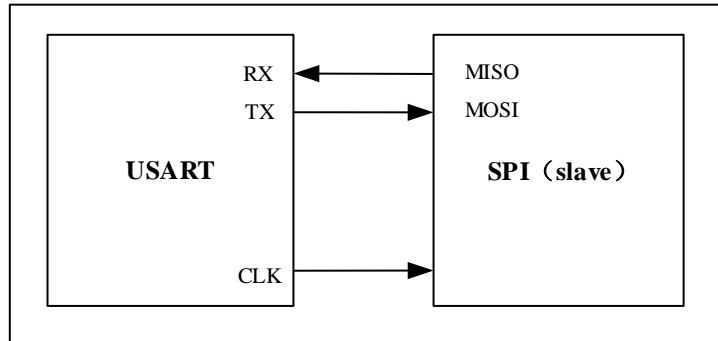 RX
MISO
TX
MOSI
USART
SPI（slave）
CLK